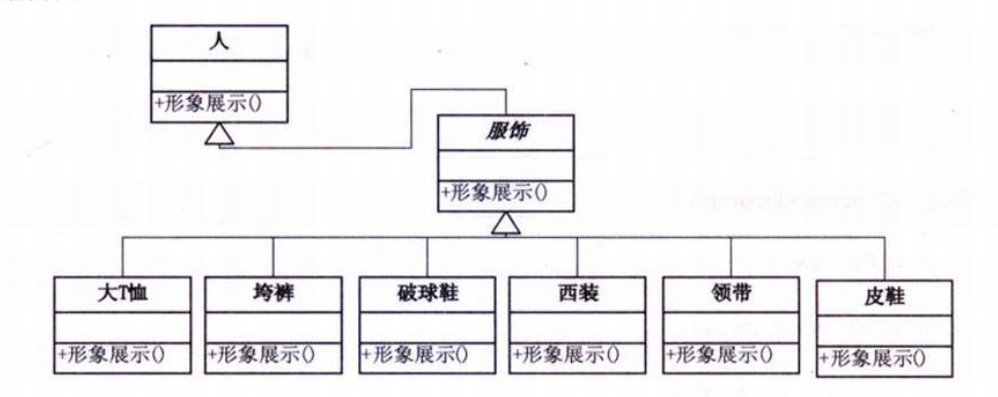 人
+形象展示()
服饰
+形象展示()
大T恤
垮裤
破球鞋
西装
领带
皮鞋
+形象展示()
+形象展示()
+形象展示()
+形象展示()
+形象展示()
+形象展示()